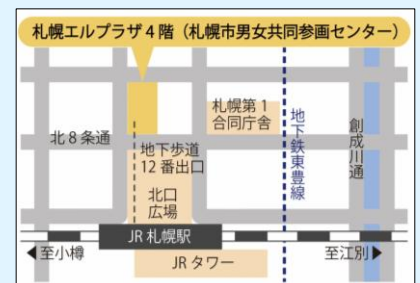 札幌エルプラザ4階（札幌市男女共同参画センター）
札幌第1
合同庁舎
北8条通
地下歩道
12番出口
北口
広場
地下鉄東豊線
創成川通
JR札幌駅
◀至小樽
至江別▶
JRタワー